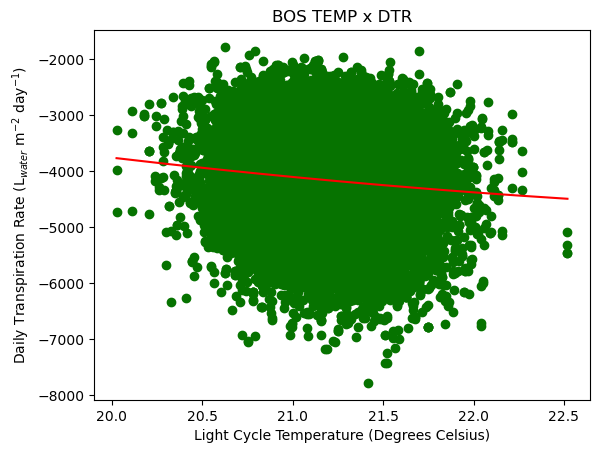 BOS TEMP x DTR
Daily Transpiration Rate (L_water m⁻² day⁻¹)
−2000
−3000
−4000
−5000
−6000
−7000
−8000
20.0 20.5 21.0 21.5 22.0 22.5
Light Cycle Temperature (Degrees Celsius)